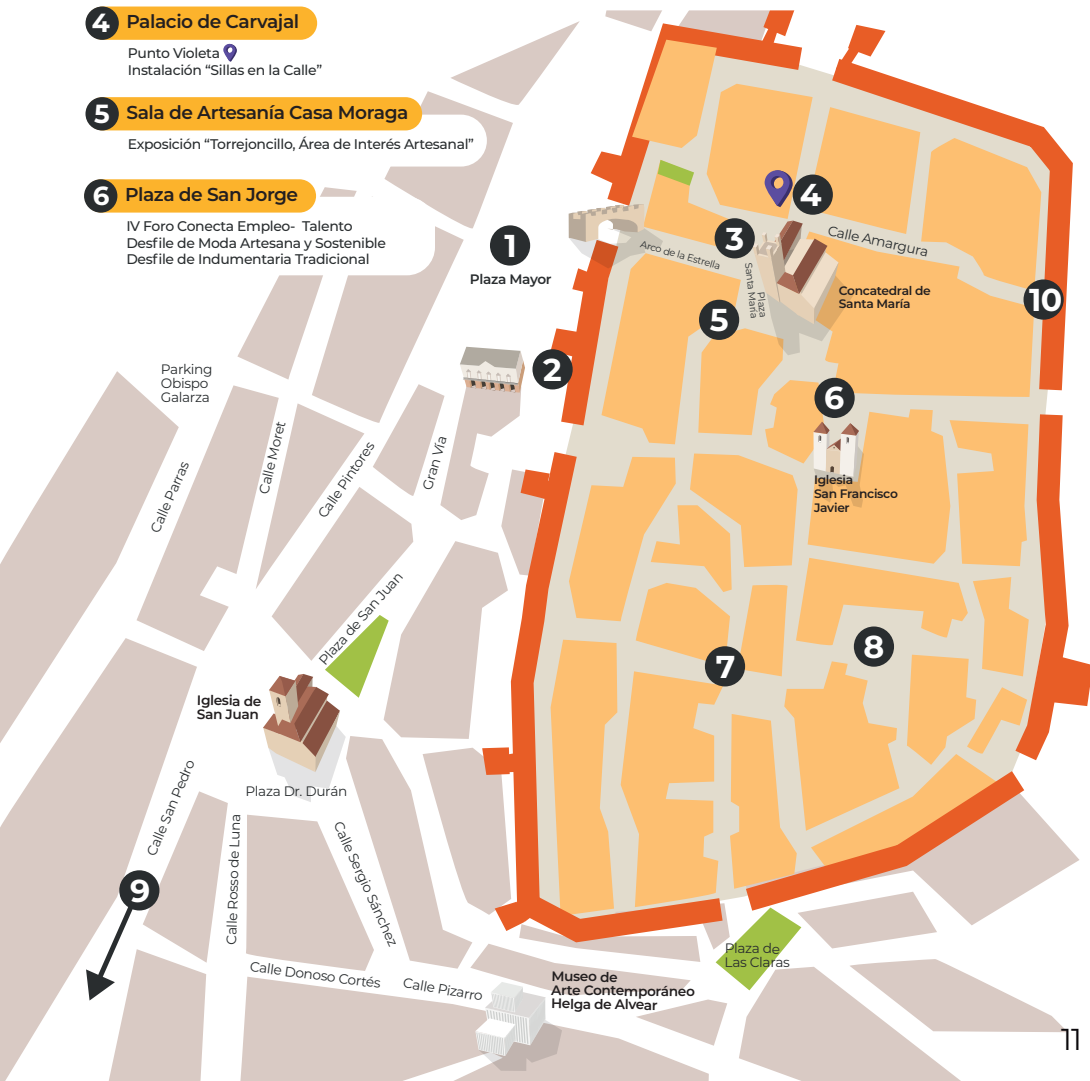 4 Palacio de Carvajal
Punto Violeta
Instalación “Sillas en la Calle”
5 Sala de Artesanía Casa Moraga
Exposición “Torrejoncillo, Área de Interés Artesanal”
6 Plaza de San Jorge
IV Foro Conecta Empleo- Talento
Desfile de Moda Artesana y Sostenible
Desfile de Indumentaria Tradicional
1
Plaza Mayor
2
3
4
Calle Amargura
Arco de la Estrella
Plaza
Santa María
Concatedral de
Santa María
5
10
6
Iglesia
San Francisco
Javier
Parking
Obispo
Galarza
Calle Parras
Calle Moret
Calle Pintores
Gran Vía
Plaza de San Juan
7
8
Iglesia de
San Juan
Plaza Dr. Durán
Calle San Pedro
Calle Rosso de Luna
Calle Sergio Sánchez
9
Calle Donoso Cortés
Calle Pizarro
Museo de
Arte Contemporáneo
Helga de Alvear
Plaza de
Las Claras
11